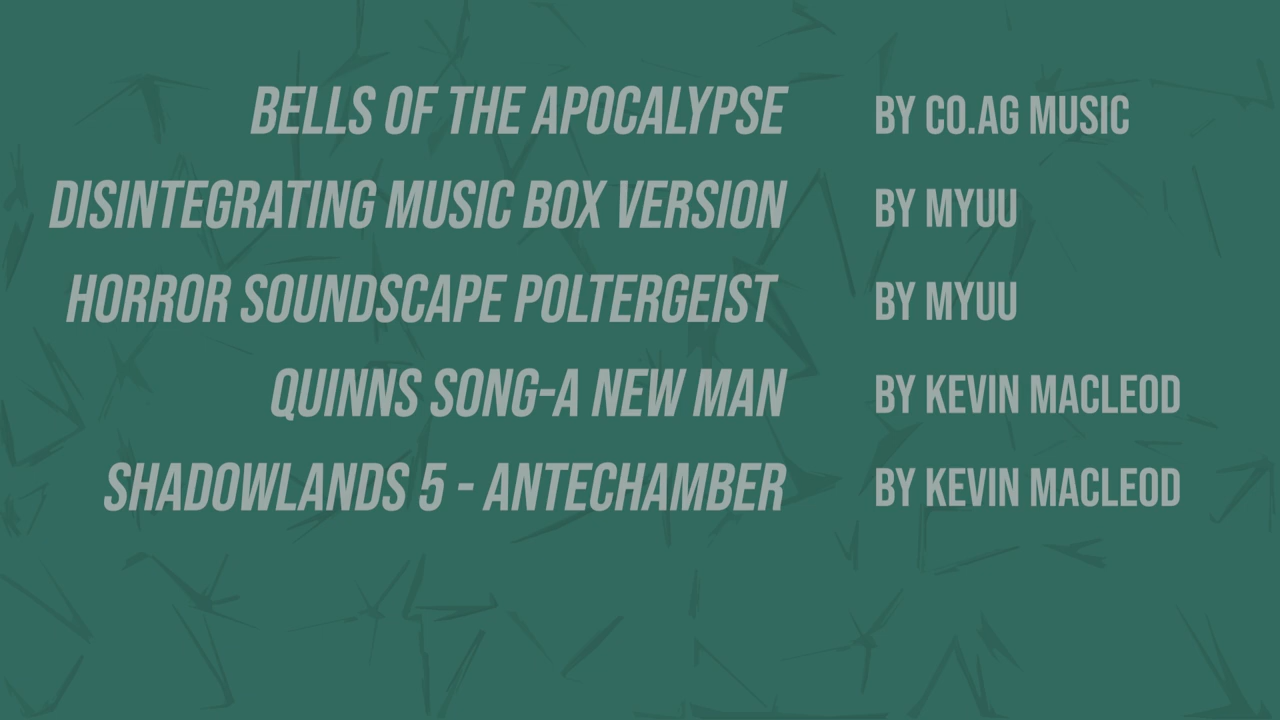 BELLS OF THE APOCALYPSE BY CO.AG MUSIC
DISINTEGRATING MUSIC BOX VERSION BY MYUU
HORROR SOUNDSCAPE POLTERGEIST BY MYUU
QUINNS SONG-A NEW MAN BY KEVIN MACLEOD
SHADOWLANDS 5 - ANTECHAMBER BY KEVIN MACLEOD